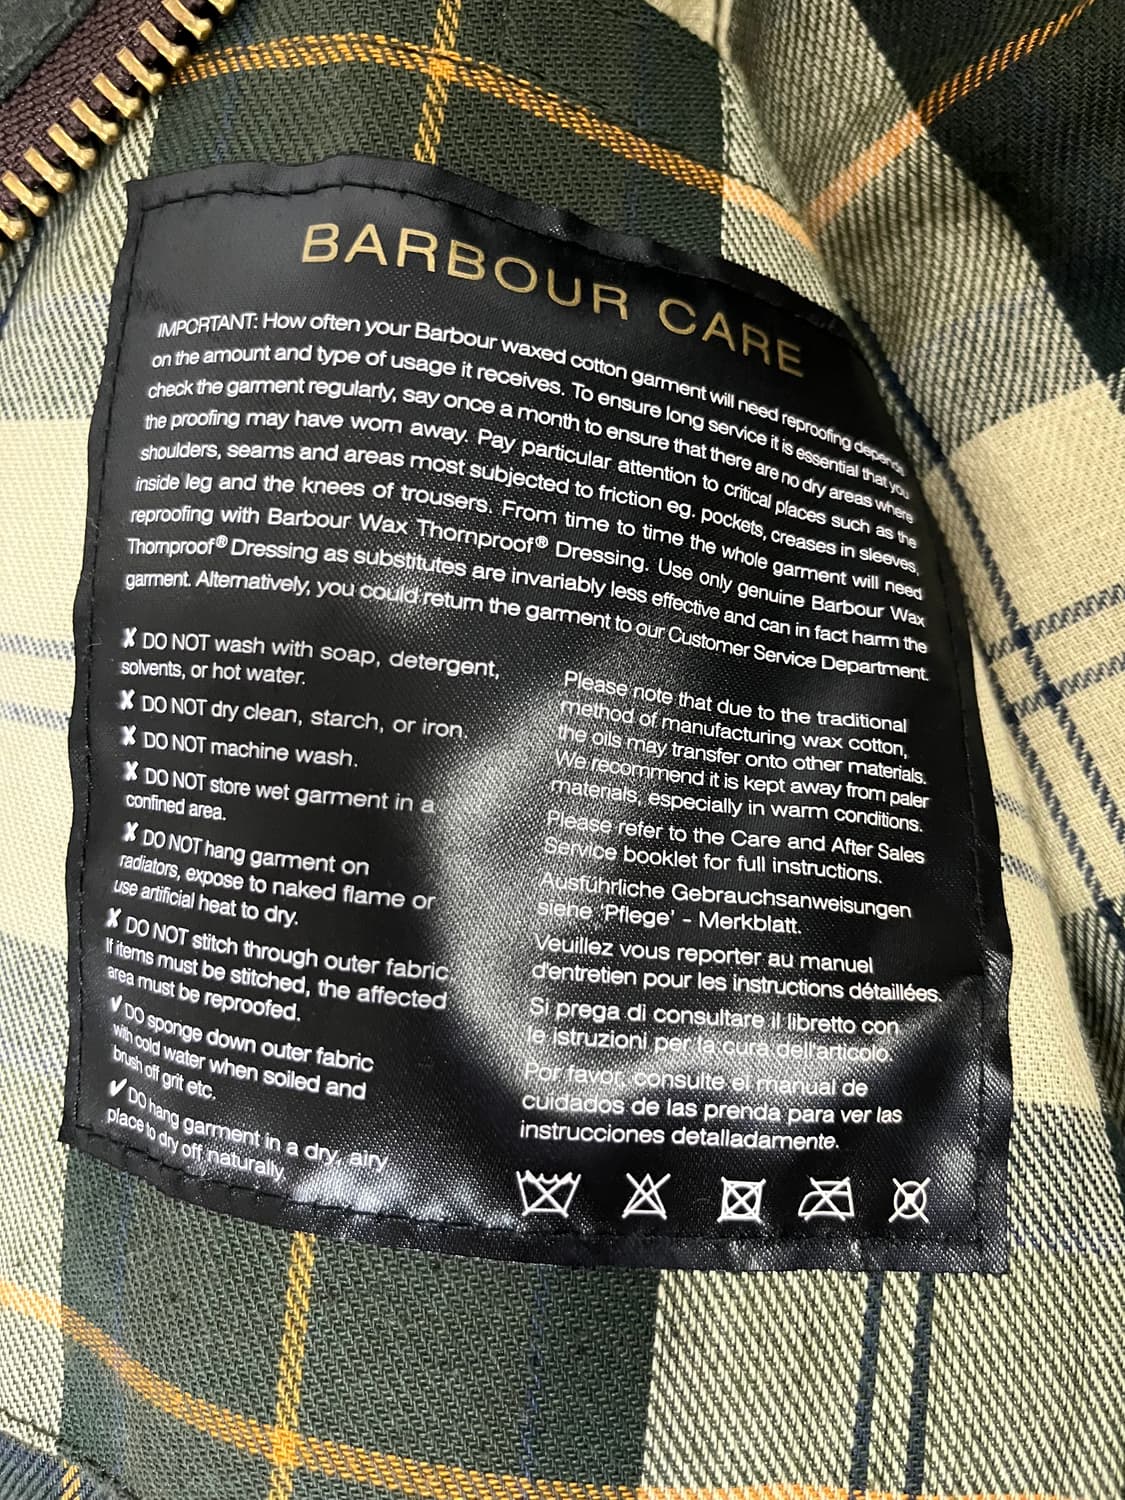 BARBOUR CARE
IMPORTANT: How often your Barbour waxed cotton garment will need reproofing depends
on the amount and type of usage it receives. To ensure long service it is essential that you
check the garment regularly, say once a month to ensure that there are no dry areas where
the proofing may have worn away. Pay particular attention to critical places such as the
shoulders, seams and areas most subjected to friction eg. pockets, creases in sleeves,
inside leg and the knees of trousers. From time to time the whole garment will need
reproofing with Barbour Wax Thornproof® Dressing. Use only genuine Barbour Wax
Thornproof® Dressing as substitutes are invariably less effective and can in fact harm the
garment. Alternatively, you could return the garment to our Customer Service Department.
✘ DO NOT wash with soap, detergent,
solvents, or hot water.
✘ DO NOT dry clean, starch, or iron.
✘ DO NOT machine wash.
✘ DO NOT store wet garment in a
confined area.
✘ DO NOT hang garment on
radiators, expose to naked flame or
use artificial heat to dry.
✘ DO NOT stitch through outer fabric.
If items must be stitched, the affected
area must be reproofed.
✔ DO sponge down outer fabric
with cold water when soiled and
brush off grit etc.
✔ DO hang garment in a dry, airy
place to dry off naturally.
Please note that due to the traditional
method of manufacturing wax cotton,
the oils may transfer onto other materials.
We recommend it is kept away from paler
materials, especially in warm conditions.
Please refer to the Care and After Sales
Service booklet for full instructions.
Ausführliche Gebrauchsanweisungen
siehe 'Pflege' - Merkblatt.
Veuillez vous reporter au manuel
d'entretien pour les instructions détaillées.
Si prega di consultare il libretto con
le istruzioni per la cura dell'articolo.
Por favor, consulte el manual de
cuidados de las prenda para ver las
instrucciones detalladamente.